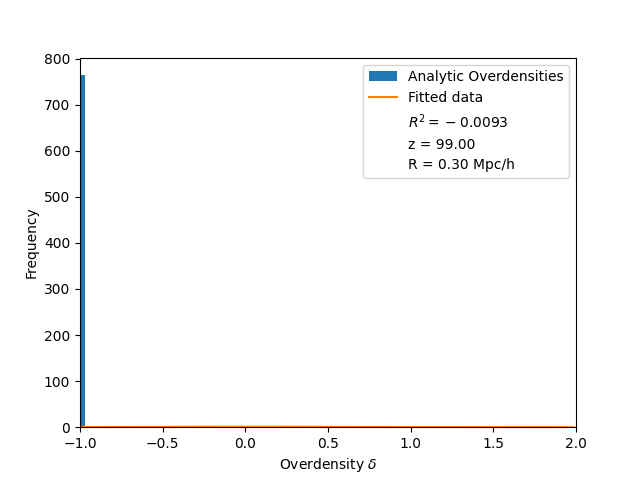 800
700
600
500
400
300
200
100
0
Frequency
Analytic Overdensities
Fitted data
$R^2 = -0.0093$
z = 99.00
R = 0.30 Mpc/h
−1.0 −0.5 0.0 0.5 1.0 1.5 2.0
Overdensity δ